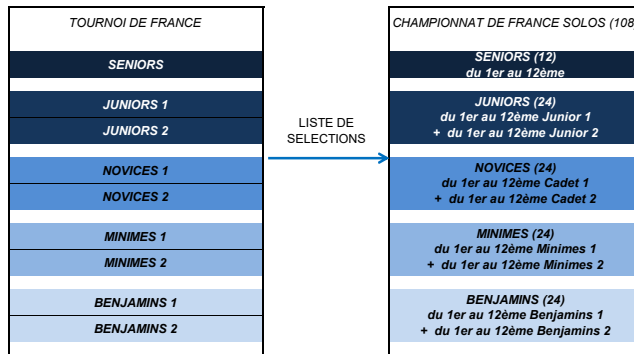 TOURNOI DE FRANCE
SENIORS
JUNIORS 1
JUNIORS 2
NOVICES 1
NOVICES 2
MINIMES 1
MINIMES 2
BENJAMINS 1
BENJAMINS 2
LISTE DE
SELECTIONS
CHAMPIONNAT DE FRANCE SOLOS (108)
SENIORS (12)
du 1er au 12ème
JUNIORS (24)
du 1er au 12ème Junior 1
+ du 1er au 12ème Junior 2
NOVICES (24)
du 1er au 12ème Cadet 1
+ du 1er au 12ème Cadet 2
MINIMES (24)
du 1er au 12ème Minimes 1
+ du 1er au 12ème Minimes 2
BENJAMINS (24)
du 1er au 12ème Benjamins 1
+ du 1er au 12ème Benjamins 2